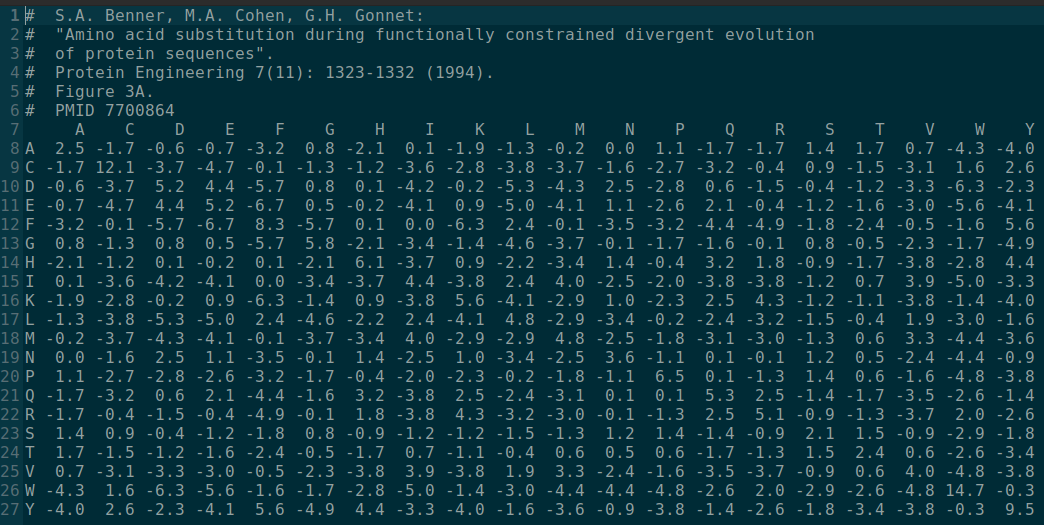 1 #  S.A. Benner, M.A. Cohen, G.H. Gonnet:
2 #  "Amino acid substitution during functionally constrained divergent evolution
3 #  of protein sequences".
4 #  Protein Engineering 7(11): 1323-1332 (1994).
5 #  Figure 3A.
6 #  PMID 7700864
7      A    C    D    E    F    G    H    I    K    L    M    N    P    Q    R    S    T    V    W    Y
8 A  2.5 -1.7 -0.6 -0.7 -3.2  0.8 -2.1  0.1 -1.9 -1.3 -0.2  0.0  1.1 -1.7 -1.7  1.4  1.7  0.7 -4.3 -4.0
9 C -1.7 12.1 -3.7 -4.7 -0.1 -1.3 -1.2 -3.6 -2.8 -3.8 -3.7 -1.6 -2.7 -3.2 -0.4  0.9 -1.5 -3.1  1.6  2.6
10 D -0.6 -3.7  5.2  4.4 -5.7  0.8  0.1 -4.2 -0.2 -5.3 -4.3  2.5 -2.8  0.6 -1.5 -0.4 -1.2 -3.3 -6.3 -2.3
11 E -0.7 -4.7  4.4  5.2 -6.7  0.5 -0.2 -4.1  0.9 -5.0 -4.1  1.1 -2.6  2.1 -0.4 -1.2 -1.6 -3.0 -5.6 -4.1
12 F -3.2 -0.1 -5.7 -6.7  8.3 -5.7  0.1  0.0 -6.3  2.4 -0.1 -3.5 -3.2 -4.4 -4.9 -1.8 -2.4 -0.5 -1.6  5.6
13 G  0.8 -1.3  0.8  0.5 -5.7  5.8 -2.1 -3.4 -1.4 -4.6 -3.7 -0.1 -1.7 -1.6 -0.1  0.8 -0.5 -2.3 -1.7 -4.9
14 H -2.1 -1.2  0.1 -0.2  0.1 -2.1  6.1 -3.7  0.9 -2.2 -3.4  1.4 -0.4  3.2  1.8 -0.9 -1.7 -3.8 -2.8  4.4
15 I  0.1 -3.6 -4.2 -4.1  0.0 -3.4 -3.7  4.4 -3.8  2.4  4.0 -2.5 -2.0 -3.8 -3.8 -1.2  0.7  3.9 -5.0 -3.3
16 K -1.9 -2.8 -0.2  0.9 -6.3 -1.4  0.9 -3.8  5.6 -4.1 -2.9  1.0 -2.3  2.5  4.3 -1.2 -1.1 -3.8 -1.4 -4.0
17 L -1.3 -3.8 -5.3 -5.0  2.4 -4.6 -2.2  2.4 -4.1  4.8 -2.9 -3.4 -0.2 -2.4 -3.2 -1.5 -0.4  1.9 -3.0 -1.6
18 M -0.2 -3.7 -4.3 -4.1 -0.1 -3.7 -3.4  4.0 -2.9 -2.9  4.8 -2.5 -1.8 -3.1 -3.0 -1.3  0.6  3.3 -4.4 -3.6
19 N  0.0 -1.6  2.5  1.1 -3.5 -0.1  1.4 -2.5  1.0 -3.4 -2.5  3.6 -1.1  0.1 -0.1  1.2  0.5 -2.4 -4.4 -0.9
20 P  1.1 -2.7 -2.8 -2.6 -3.2 -1.7 -0.4 -2.0 -2.3 -0.2 -1.8 -1.1  6.5  0.1 -1.3  1.4  0.6 -1.6 -4.8 -3.8
21 Q -1.7 -3.2  0.6  2.1 -4.4 -1.6  3.2 -3.8  2.5 -2.4 -3.1  0.1  0.1  5.3  2.5 -1.4 -1.7 -3.5 -2.6 -1.4
22 R -1.7 -0.4 -1.5 -0.4 -4.9 -0.1  1.8 -3.8  4.3 -3.2 -3.0 -0.1 -1.3  2.5  5.1 -0.9 -1.3 -3.7  2.0 -2.6
23 S  1.4  0.9 -0.4 -1.2 -1.8  0.8 -0.9 -1.2 -1.2 -1.5 -1.3  1.2  1.4 -1.4 -0.9  2.1  1.5 -0.9 -2.9 -1.8
24 T  1.7 -1.5 -1.2 -1.6 -2.4 -0.5 -1.7  0.7 -1.1 -0.4  0.6  0.5  0.6 -1.7 -1.3  1.5  2.4  0.6 -2.6 -3.4
25 V  0.7 -3.1 -3.3 -3.0 -0.5 -2.3 -3.8  3.9 -3.8  1.9  3.3 -2.4 -1.6 -3.5 -3.7 -0.9  0.6  4.0 -4.8 -3.8
26 W -4.3  1.6 -6.3 -5.6 -1.6 -1.7 -2.8 -5.0 -1.4 -3.0 -4.4 -4.4 -4.8 -2.6  2.0 -2.9 -2.6 -4.8 14.7 -0.3
27 Y -4.0  2.6 -2.3 -4.1  5.6 -4.9  4.4 -3.3 -4.0 -1.6 -3.6 -0.9 -3.8 -1.4 -2.6 -1.8 -3.4 -3.8 -0.3  9.5